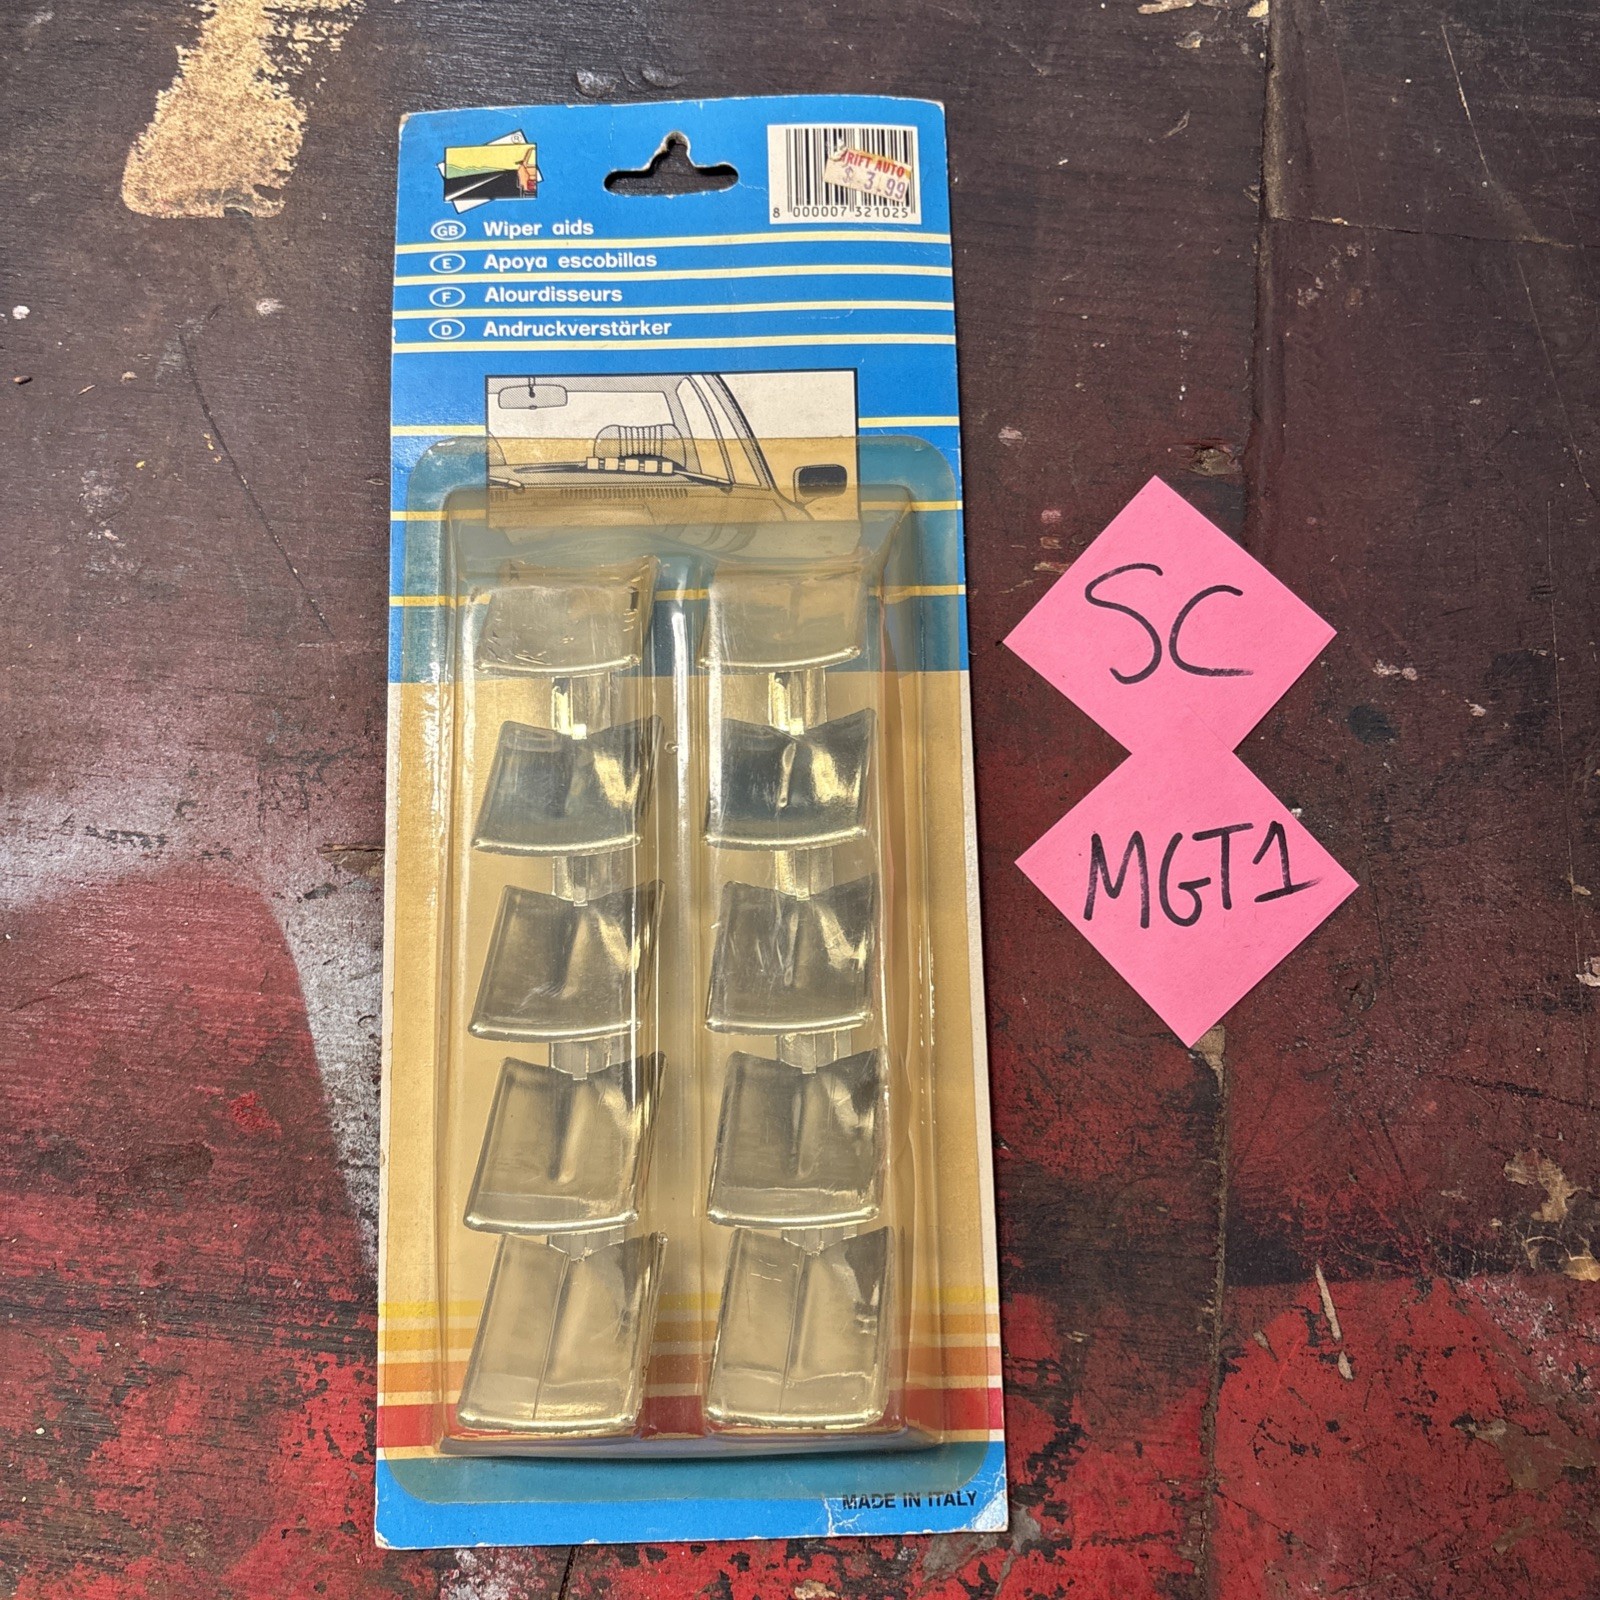 GB Wiper aids
E Apoya escobillas
F Alourdisseurs
D Andruckverstärker
RIFT AUTO
$ 3.99
8 000007 321025
SC
MGT1
MADE IN ITALY